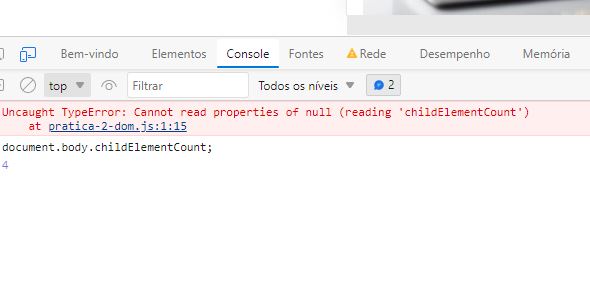 Bem-vindo Elementos Console Fontes Rede Desempenho Memória
top Filtrar Todos os níveis 2
Uncaught TypeError: Cannot read properties of null (reading 'childElementCount')
at pratica-2-dom.js:1:15
document.body.childElementCount;
4